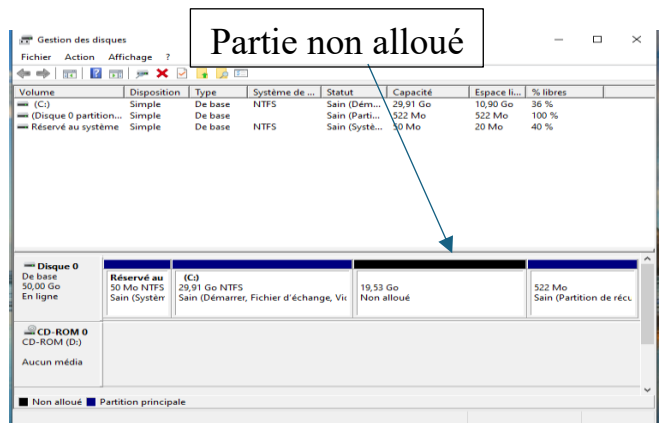 Partie non alloué
Gestion des disques
Fichier Action Affichage ?
Volume Disposition Type Système de ... Statut Capacité Espace li... % libres
(C:) Simple De base NTFS Sain (Dém... 29,91 Go 10,90 Go 36 %
(Disque 0 partition... Simple De base Sain (Parti... 522 Mo 522 Mo 100 %
Réservé au système Simple De base NTFS Sain (Systè... 50 Mo 20 Mo 40 %
Disque 0
De base
50,00 Go
En ligne
Réservé au
50 Mo NTFS
Sain (Systèm
(C:)
29,91 Go NTFS
Sain (Démarrer, Fichier d'échange, Vic
19,53 Go
Non alloué
522 Mo
Sain (Partition de récu
CD-ROM 0
CD-ROM (D:)
Aucun média
Non alloué Partition principale